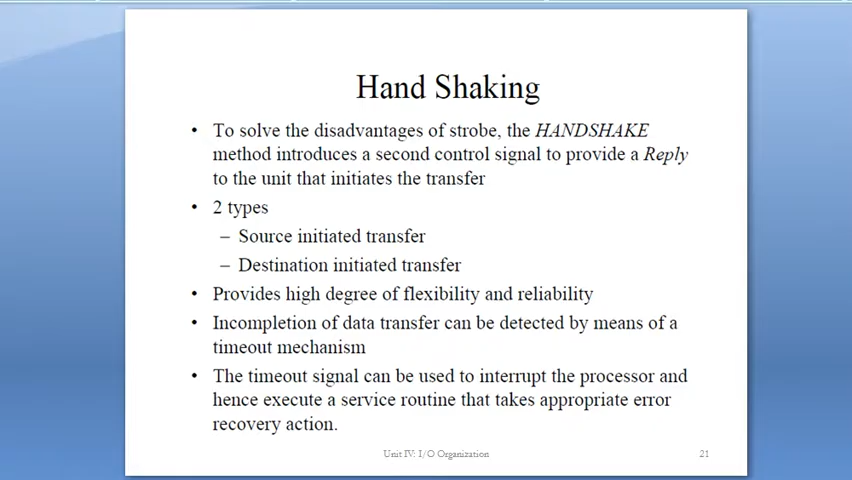 Hand Shaking
• To solve the disadvantages of strobe, the HANDSHAKE
method introduces a second control signal to provide a Reply
to the unit that initiates the transfer
• 2 types
– Source initiated transfer
– Destination initiated transfer
• Provides high degree of flexibility and reliability
• Incompletion of data transfer can be detected by means of a
timeout mechanism
• The timeout signal can be used to interrupt the processor and
hence execute a service routine that takes appropriate error
recovery action.
Unit IV: I/O Organization 21